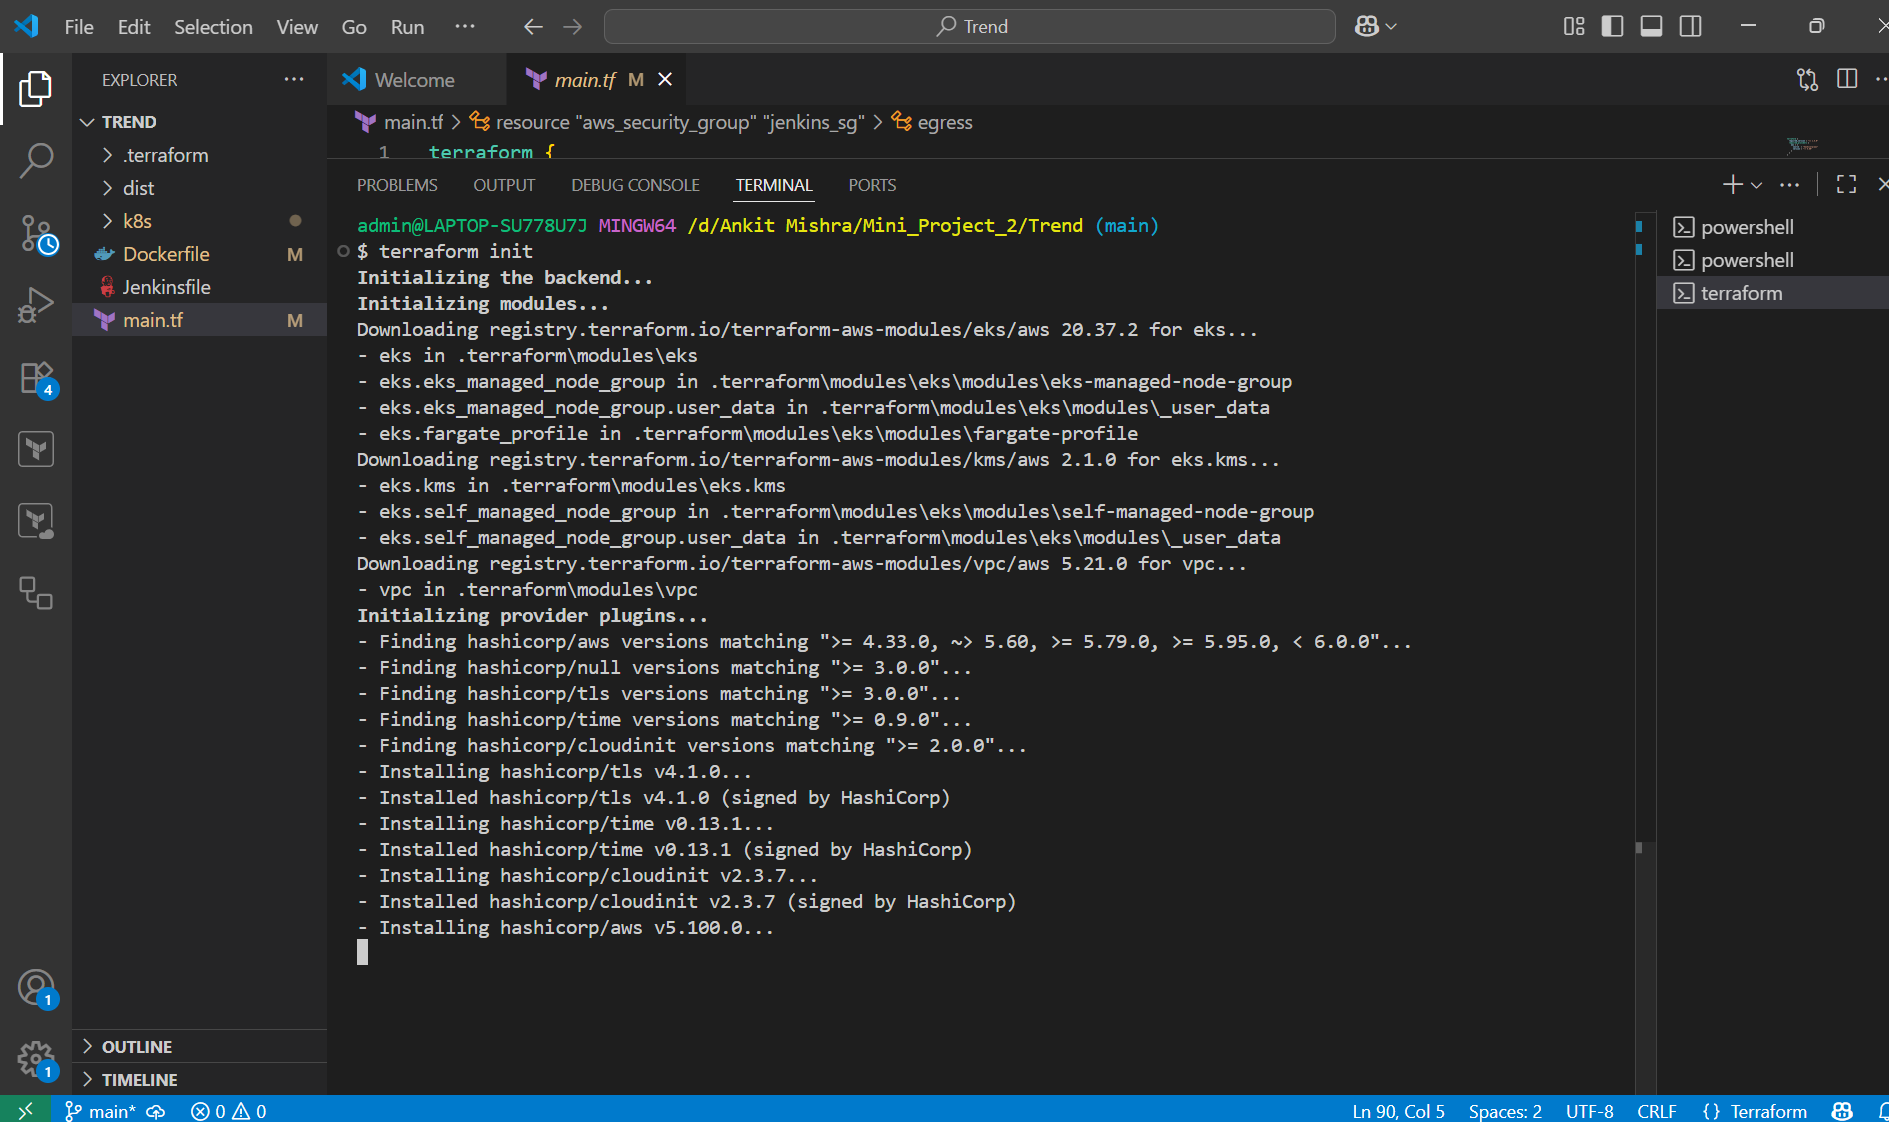 File Edit Selection View Go Run ··· Trend
EXPLORER ···
Welcome main.tf M
TREND
main.tf > resource "aws_security_group" "jenkins_sg" > egress
1 terraform {
.terraform
dist
k8s
Dockerfile M
Jenkinsfile
main.tf M
PROBLEMS OUTPUT DEBUG CONSOLE TERMINAL PORTS
admin@LAPTOP-SU778U7J MINGW64 /d/Ankit Mishra/Mini_Project_2/Trend (main)
$ terraform init
Initializing the backend...
Initializing modules...
Downloading registry.terraform.io/terraform-aws-modules/eks/aws 20.37.2 for eks...
- eks in .terraform\modules\eks
- eks.eks_managed_node_group in .terraform\modules\eks\modules\eks-managed-node-group
- eks.eks_managed_node_group.user_data in .terraform\modules\eks\modules\_user_data
- eks.fargate_profile in .terraform\modules\eks\modules\fargate-profile
Downloading registry.terraform.io/terraform-aws-modules/kms/aws 2.1.0 for eks.kms...
- eks.kms in .terraform\modules\eks.kms
- eks.self_managed_node_group in .terraform\modules\eks\modules\self-managed-node-group
- eks.self_managed_node_group.user_data in .terraform\modules\eks\modules\_user_data
Downloading registry.terraform.io/terraform-aws-modules/vpc/aws 5.21.0 for vpc...
- vpc in .terraform\modules\vpc
Initializing provider plugins...
- Finding hashicorp/aws versions matching ">= 4.33.0, ~> 5.60, >= 5.79.0, >= 5.95.0, < 6.0.0"...
- Finding hashicorp/null versions matching ">= 3.0.0"...
- Finding hashicorp/tls versions matching ">= 3.0.0"...
- Finding hashicorp/time versions matching ">= 0.9.0"...
- Finding hashicorp/cloudinit versions matching ">= 2.0.0"...
- Installing hashicorp/tls v4.1.0...
- Installed hashicorp/tls v4.1.0 (signed by HashiCorp)
- Installing hashicorp/time v0.13.1...
- Installed hashicorp/time v0.13.1 (signed by HashiCorp)
- Installing hashicorp/cloudinit v2.3.7...
- Installed hashicorp/cloudinit v2.3.7 (signed by HashiCorp)
- Installing hashicorp/aws v5.100.0...
powershell
powershell
terraform
4
1
1
OUTLINE
TIMELINE
main* 0 0 Ln 90, Col 5 Spaces: 2 UTF-8 CRLF {} Terraform